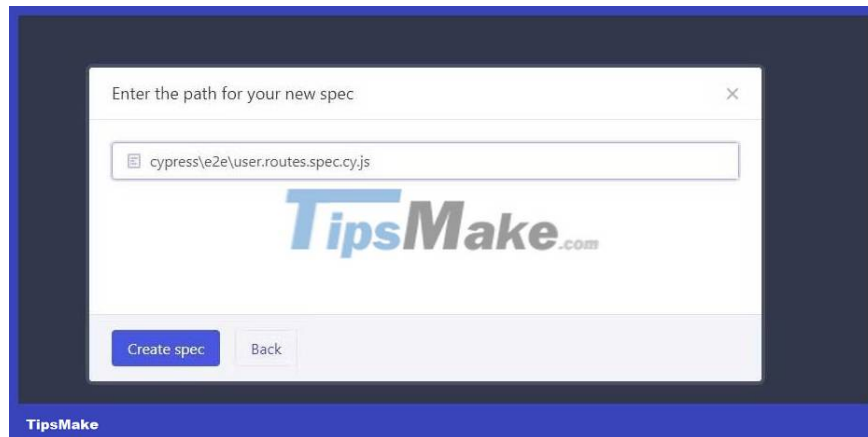 Enter the path for your new spec
cypress\e2e\user.routes.spec.cy.js
TipsMake.com
Create spec
Back
TipsMake